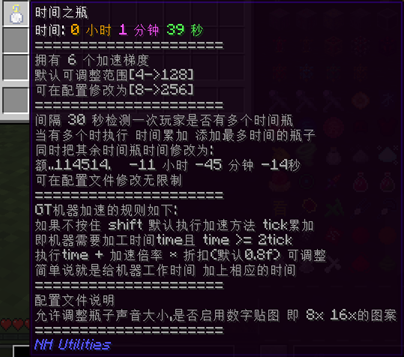 时间之瓶
时间: 0 小时 1 分钟 39 秒
======================
拥有 6 个加速梯度
默认可调整范围[4->128]
可在配置修改为[8->256]
======================
间隔 30 秒检测一次玩家是否有多个时间瓶
当有多个时执行 时间累加 添加最多时间的瓶子
同时把其余时间瓶时间修改为:
额..114514. -11 小时 -45 分钟 -14秒
可在配置文件修改无限制
======================
GT机器加速的规则如下:
如果不按住 shift 默认执行加速方法 tick累加
即机器需要加工时间time且 time >= 2tick
执行time + 加速倍率 * 折扣(默认0.8f) 可调整
简单说就是给机器工作时间 加上相应的时间
======================
配置文件说明
允许调整瓶子声音大小,是否启用数字贴图 即 8x 16x的图案
======================
NH Utilities